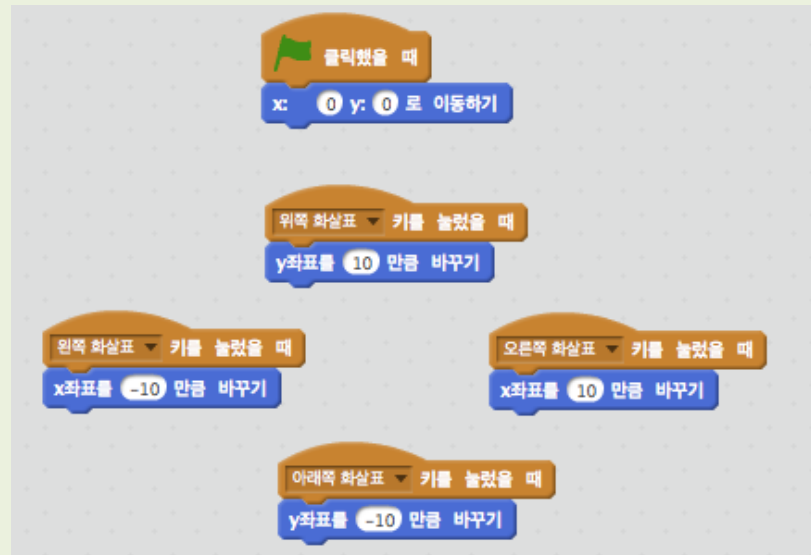 클릭했을 때
x: 0 y: 0 로 이동하기
위쪽 화살표 키를 눌렀을 때
y좌표를 10 만큼 바꾸기
왼쪽 화살표 키를 눌렀을 때
x좌표를 -10 만큼 바꾸기
오른쪽 화살표 키를 눌렀을 때
x좌표를 10 만큼 바꾸기
아래쪽 화살표 키를 눌렀을 때
y좌표를 -10 만큼 바꾸기